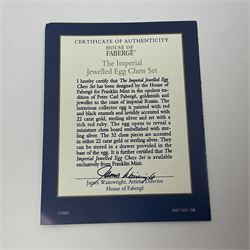 CERTIFICATE OF AUTHENTICITY
HOUSE OF
FABERGÉ
The Imperial
Jewelled Egg Chess Set
I hereby certify that The Imperial Jewelled Egg
Chess Set has been designed by the House of
Fabergé for Franklin Mint in the opulent tra-
dition of Peter Carl Fabergé, goldsmith and
jeweller to the czars of imperial Russia. The
luxurious collector egg is painted with red and
black enamels and lavishly accented with
22 carat gold, sterling silver and set with a
rich red ruby. The egg opens to reveal a
miniature chess board embellished with ster-
ling silver. The 32 chess pieces are accented
in either 22 carat gold or sterling silver. They
can be stored in a drawer provided in the
base of the egg. It is further certified that The
Imperial Jewelled Egg Chess Set is available
exclusively from Franklin Mint.
James Wainwright
James Wainwright, Artistic Director
House of Fabergé